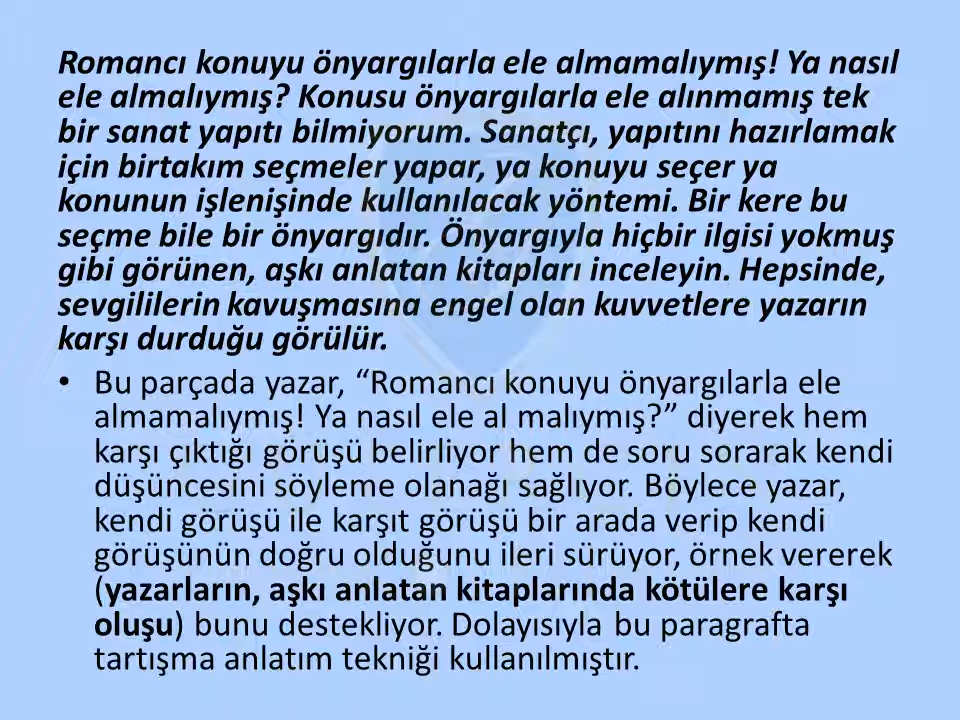 Romancı konuyu önyargılarla ele almamalıymış! Ya nasıl
ele almalıymış? Konusu önyargılarla ele alınmamış tek
bir sanat yapıtı bilmiyorum. Sanatçı, yapıtını hazırlamak
için birtakım seçmeler yapar, ya konuyu seçer ya
konunun işlenişinde kullanılacak yöntemi. Bir kere bu
seçme bile bir önyargıdır. Önyargıyla hiçbir ilgisi yokmuş
gibi görünen, aşkı anlatan kitapları inceleyin. Hepsinde,
sevgililerin kavuşmasına engel olan kuvvetlere yazarın
karşı durduğu görülür.
• Bu parçada yazar, “Romancı konuyu önyargılarla ele
almamalıymış! Ya nasıl ele al malıymış?” diyerek hem
karşı çıktığı görüşü belirliyor hem de soru sorarak kendi
düşüncesini söyleme olanağı sağlıyor. Böylece yazar,
kendi görüşü ile karşıt görüşü bir arada verip kendi
görüşünün doğru olduğunu ileri sürüyor, örnek vererek
(yazarların, aşkı anlatan kitaplarında kötülere karşı
oluşu) bunu destekliyor. Dolayısıyla bu paragrafta
tartışma anlatım tekniği kullanılmıştır.